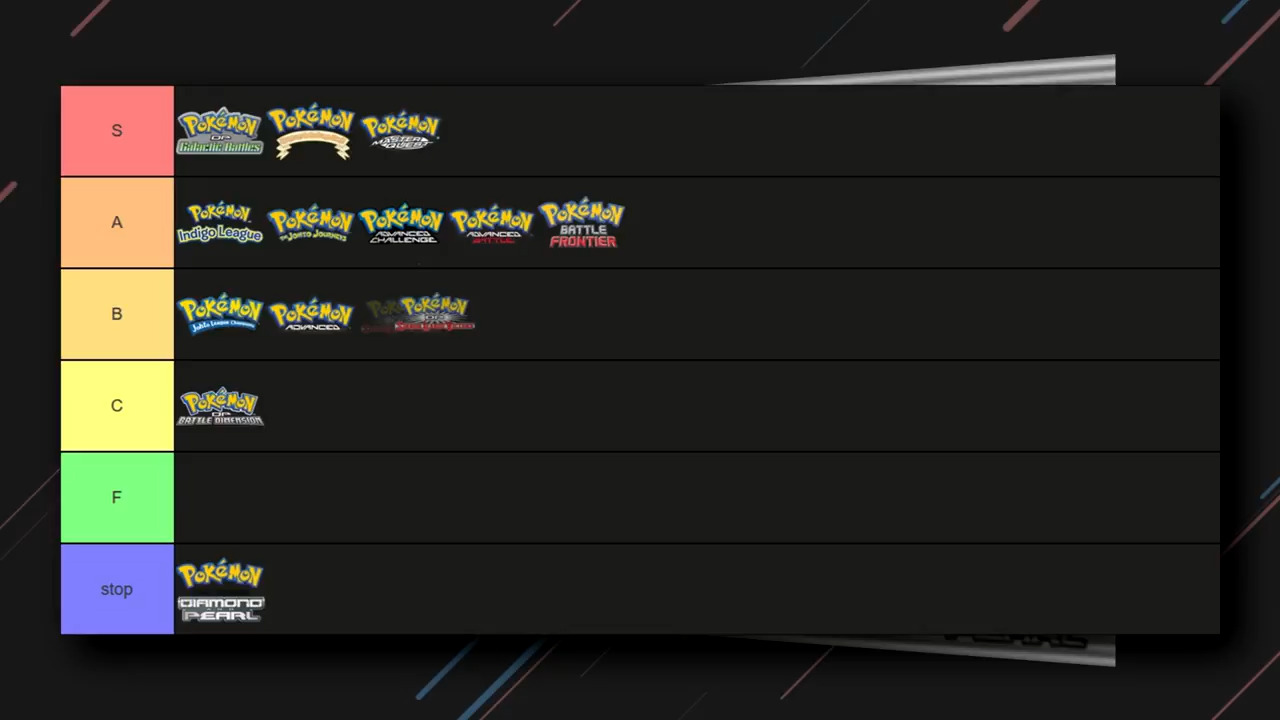 S
POKéMON
DP
Galactic Battles
POKéMON
POKéMON
MASTER
QUEST
A
POKéMON
Indigo League
POKéMON
THE JOHTO JOURNEYS
POKéMON
ADVANCED
CHALLENGE
POKéMON
ADVANCED
BATTLE
POKéMON
BATTLE
FRONTIER
B
POKéMON
Johto League Champions
POKéMON
ADVANCED
POKéMON
DP
C
POKéMON
DP
BATTLE DIMENSION
F
stop
POKéMON
DIAMOND
PEARL